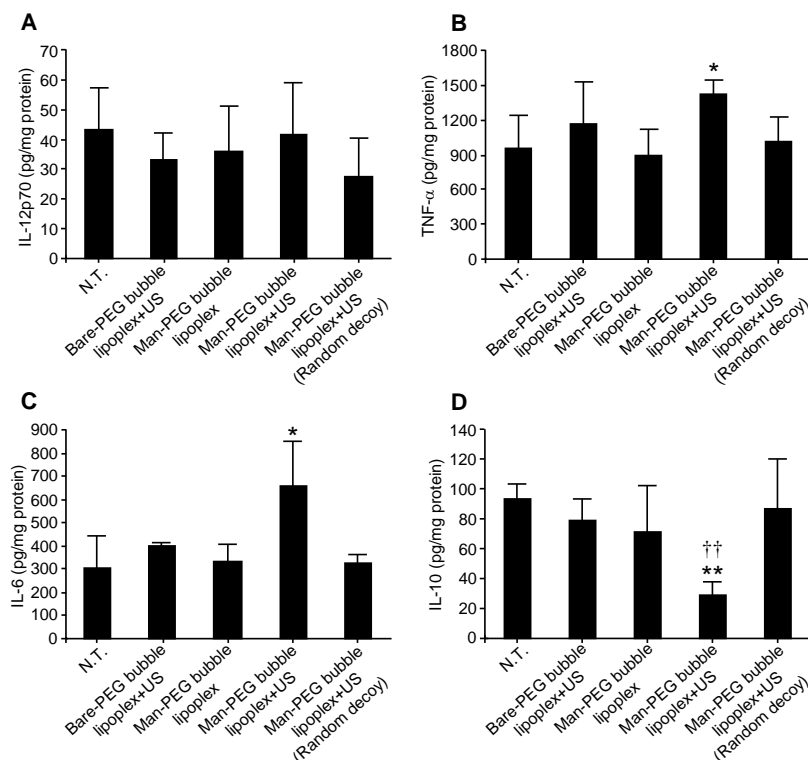 A
IL-12p70 (pg/mg protein)
70
60
50
40
30
20
10
0
N.T.
Bare-PEG bubble
lipoplex+US
Man-PEG bubble
lipoplex
Man-PEG bubble
lipoplex+US
Man-PEG bubble
lipoplex+US
(Random decoy)
B
TNF-α (pg/mg protein)
1800
1500
1200
900
600
300
0
*
N.T.
Bare-PEG bubble
lipoplex+US
Man-PEG bubble
lipoplex
Man-PEG bubble
lipoplex+US
Man-PEG bubble
lipoplex+US
(Random decoy)
C
IL-6 (pg/mg protein)
900
800
700
600
500
400
300
200
100
0
*
N.T.
Bare-PEG bubble
lipoplex+US
Man-PEG bubble
lipoplex
Man-PEG bubble
lipoplex+US
Man-PEG bubble
lipoplex+US
(Random decoy)
D
IL-10 (pg/mg protein)
140
120
100
80
60
40
20
0
††
**
N.T.
Bare-PEG bubble
lipoplex+US
Man-PEG bubble
lipoplex
Man-PEG bubble
lipoplex+US
Man-PEG bubble
lipoplex+US
(Random decoy)